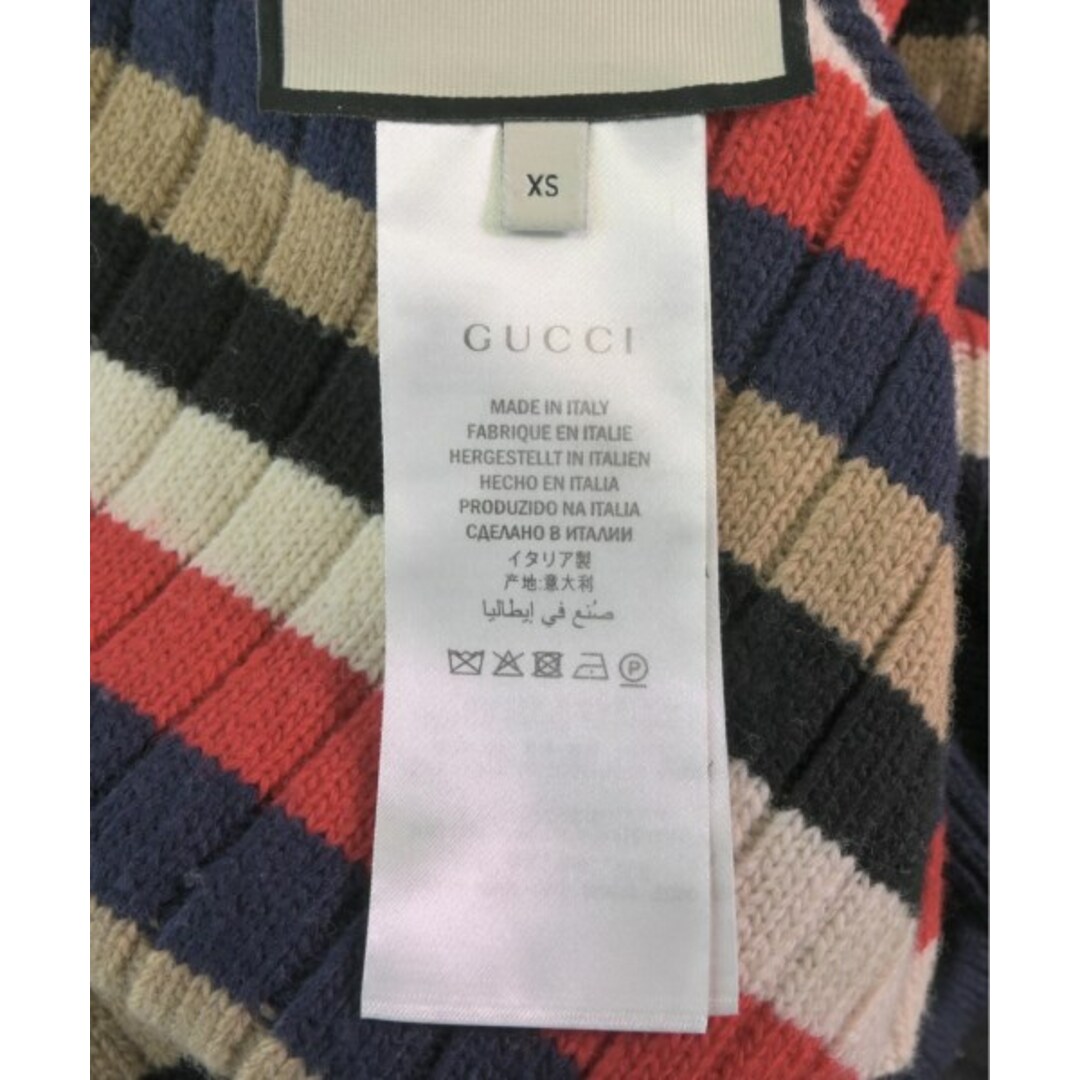 XS
GUCCI
MADE IN ITALY
FABRIQUE EN ITALIE
HERGESTELLT IN ITALIEN
HECHO EN ITALIA
PRODUZIDO NA ITALIA
СДЕЛАНО В ИТАЛИИ
イタリア製
产地:意大利
صُنع في إيطاليا
P